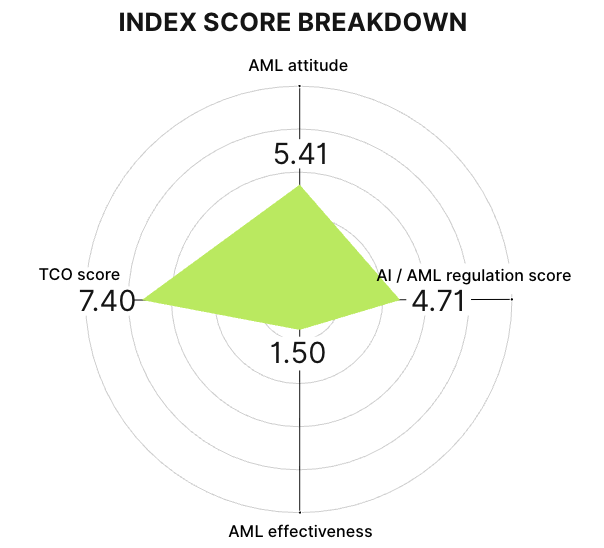 INDEX SCORE BREAKDOWN
AML attitude
5.41
TCO score
7.40
AI / AML regulation score
4.71
1.50
AML effectiveness